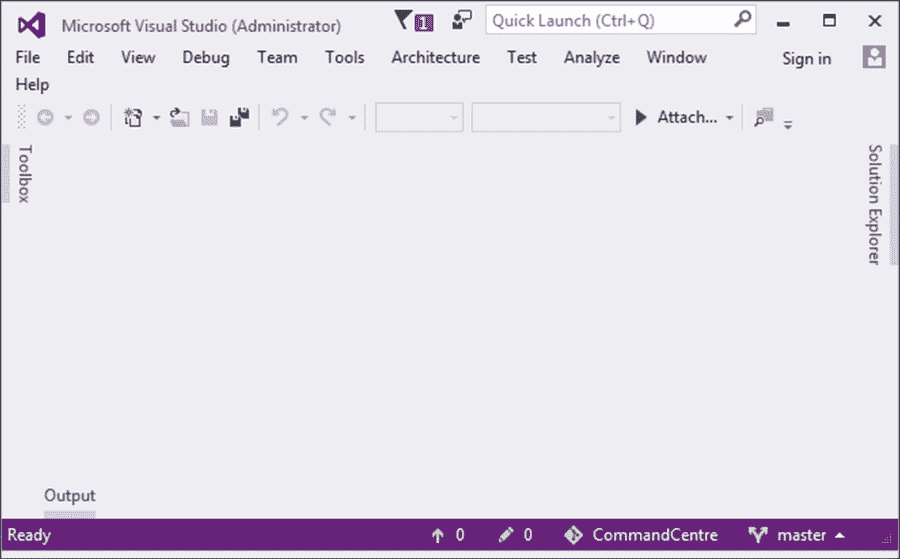 Microsoft Visual Studio (Administrator) 1 Quick Launch (Ctrl+Q)
File Edit View Debug Team Tools Architecture Test Analyze Window Sign in
Help
Attach...
Toolbox
Solution Explorer
Output
Ready 0 0 CommandCentre master